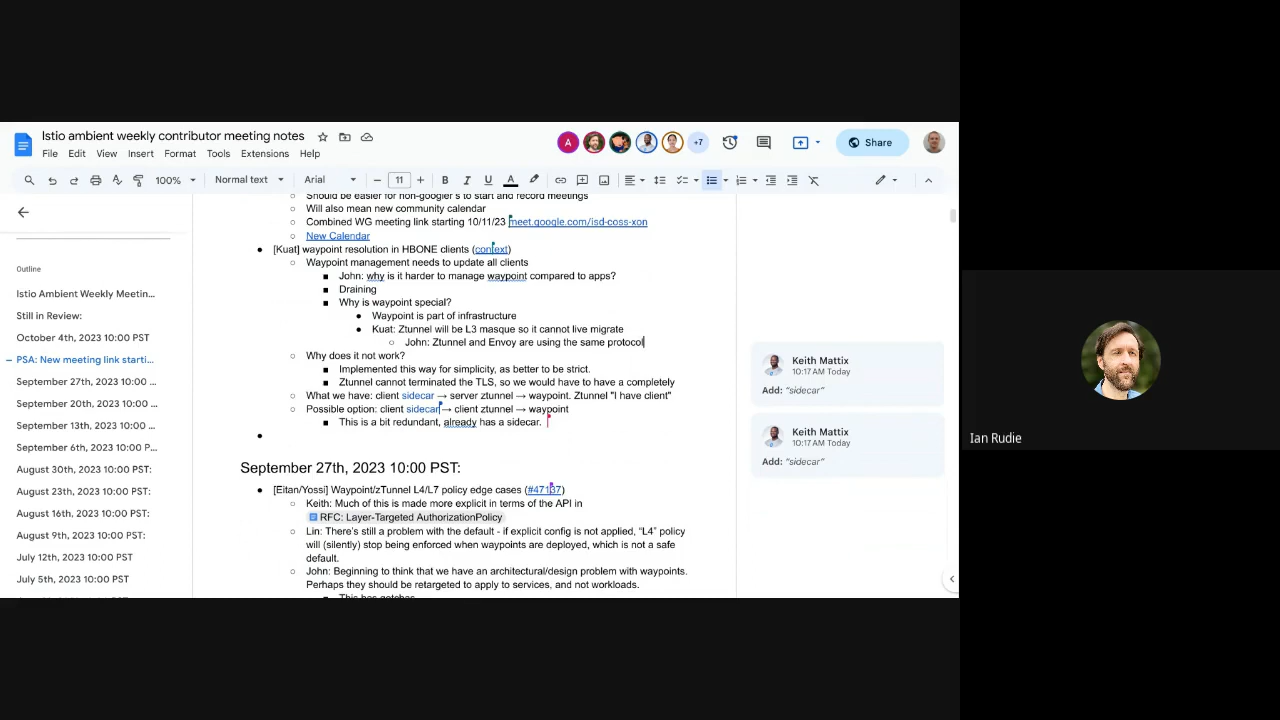 Istio ambient weekly contributor meeting notes
File Edit View Insert Format Tools Extensions Help
A
+7
Share
100%
Normal text
Arial
11
Outline
Istio Ambient Weekly Meetin...
Still in Review:
October 4th, 2023 10:00 PST
PSA: New meeting link starti...
September 27th, 2023 10:00 ...
September 20th, 2023 10:00 ...
September 13th, 2023 10:00 ...
September 6th, 2023 10:00 P...
August 30th, 2023 10:00 PST:
August 23rd, 2023 10:00 PST:
August 16th, 2023 10:00 PST:
August 9th, 2023 10:00 PST:
July 12th, 2023 10:00 PST
July 5th, 2023 10:00 PST
Should be easier for non-googler's to start and record meetings
Will also mean new community calendar
Combined WG meeting link starting 10/11/23 meet.google.com/isd-coss-xon
New Calendar
[Kuat] waypoint resolution in HBONE clients (context)
Waypoint management needs to update all clients
John: why is it harder to manage waypoint compared to apps?
Draining
Why is waypoint special?
Waypoint is part of infrastructure
Kuat: Ztunnel will be L3 masque so it cannot live migrate
John: Ztunnel and Envoy are using the same protocol
Why does it not work?
Implemented this way for simplicity, as better to be strict.
Ztunnel cannot terminated the TLS, so we would have to have a completely
What we have: client sidecar → server ztunnel → waypoint. Ztunnel "I have client"
Possible option: client sidecar → client ztunnel → waypoint
This is a bit redundant, already has a sidecar.
September 27th, 2023 10:00 PST:
[Eitan/Yossi] Waypoint/zTunnel L4/L7 policy edge cases (#47137)
Keith: Much of this is made more explicit in terms of the API in
RFC: Layer-Targeted AuthorizationPolicy
Lin: There's still a problem with the default - if explicit config is not applied, "L4" policy
will (silently) stop being enforced when waypoints are deployed, which is not a safe
default.
John: Beginning to think that we have an architectural/design problem with waypoints.
Perhaps they should be retargeted to apply to services, and not workloads.
This has gotchas
Keith Mattix
10:17 AM Today
Add: "sidecar"
Keith Mattix
10:17 AM Today
Add: "sidecar"
Ian Rudie